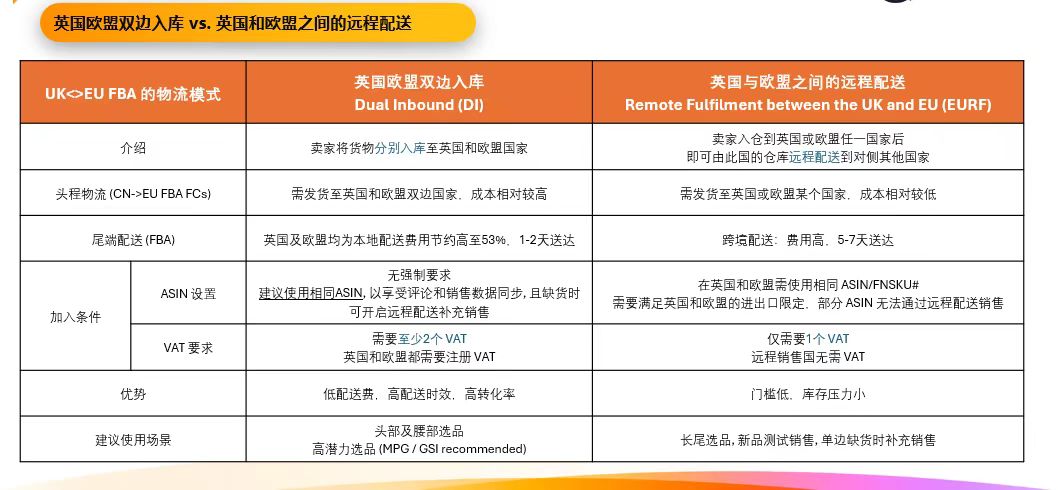 英国欧盟双边入库 vs. 英国和欧盟之间的远程配送
UK<>EU FBA 的物流模式
英国欧盟双边入库
Dual Inbound (DI)
英国与欧盟之间的远程配送
Remote Fulfilment between the UK and EU (EURF)
介绍
卖家将货物分别入库至英国和欧盟国家
卖家入仓到英国或欧盟任一国家后
即可由此国的仓库远程配送到对侧其他国家
头程物流 (CN->EU FBA FCs)
需发货至英国和欧盟双边国家，成本相对较高
需发货至英国或欧盟某个国家，成本相对较低
尾端配送 (FBA)
英国及欧盟均为本地配送费用节约高至53%，1-2天送达
跨境配送：费用高，5-7天送达
加入条件
ASIN 设置
无强制要求
建议使用相同ASIN, 以享受评论和销售数据同步, 且缺货时
可开启远程配送补充销售
在英国和欧盟需使用相同 ASIN/FNSKU#
需要满足英国和欧盟的进出口限定，部分 ASIN 无法通过远程配送销售
VAT 要求
需要至少2个 VAT
英国和欧盟都需要注册 VAT
仅需要1个 VAT
远程销售国无需 VAT
优势
低配送费，高配送时效，高转化率
门槛低，库存压力小
建议使用场景
头部及腰部选品
高潜力选品 (MPG / GSI recommended)
长尾选品, 新品测试销售, 单边缺货时补充销售